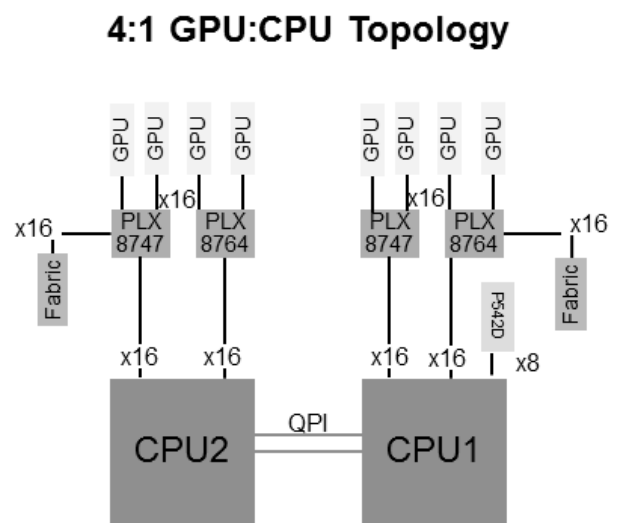 4:1 GPU:CPU Topology
GPU
GPU
GPU
GPU
GPU
GPU
GPU
GPU
x16
x16
x16
PLX
8747
PLX
8764
PLX
8747
PLX
8764
x16
Fabric
Fabric
P542D
x16
x16
x16
x16
x8
QPI
CPU2
CPU1